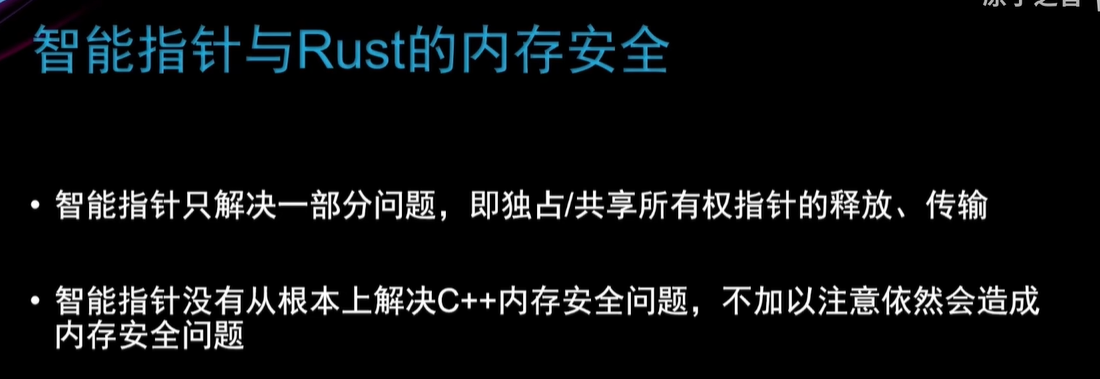 智能指针与Rust的内存安全
• 智能指针只解决一部分问题，即独占/共享所有权指针的释放、传输
• 智能指针没有从根本上解决C++内存安全问题，不加以注意依然会造成
内存安全问题